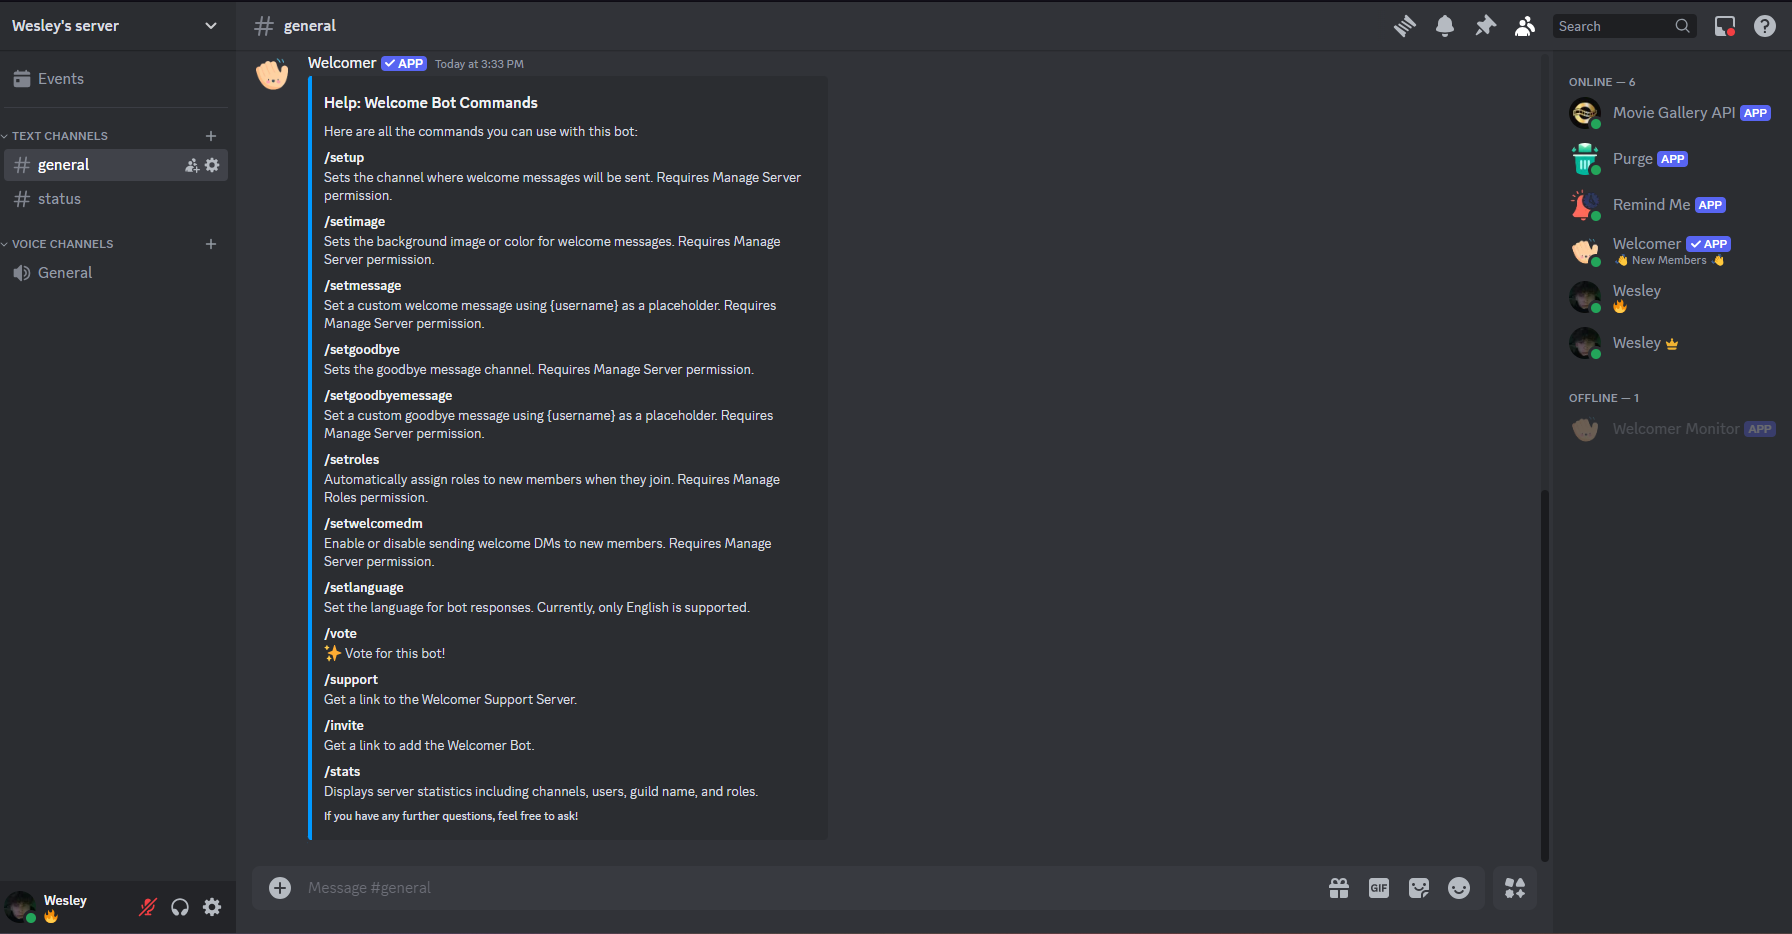 Wesley's server
Events
TEXT CHANNELS
general
status
VOICE CHANNELS
General
Wesley
general
Search
Welcomer APP Today at 3:33 PM
Help: Welcome Bot Commands
Here are all the commands you can use with this bot:
/setup
Sets the channel where welcome messages will be sent. Requires Manage Server
permission.
/setimage
Sets the background image or color for welcome messages. Requires Manage
Server permission.
/setmessage
Set a custom welcome message using {username} as a placeholder. Requires
Manage Server permission.
/setgoodbye
Sets the goodbye message channel. Requires Manage Server permission.
/setgoodbyemessage
Set a custom goodbye message using {username} as a placeholder. Requires
Manage Server permission.
/setroles
Automatically assign roles to new members when they join. Requires Manage
Roles permission.
/setwelcomedm
Enable or disable sending welcome DMs to new members. Requires Manage
Server permission.
/setlanguage
Set the language for bot responses. Currently, only English is supported.
/vote
✨ Vote for this bot!
/support
Get a link to the Welcomer Support Server.
/invite
Get a link to add the Welcomer Bot.
/stats
Displays server statistics including channels, users, guild name, and roles.
If you have any further questions, feel free to ask!
Message #general
GIF
ONLINE — 6
Movie Gallery API APP
Purge APP
Remind Me APP
Welcomer APP
👋 New Members 👋
Wesley
🔥
Wesley
OFFLINE — 1
Welcomer Monitor APP